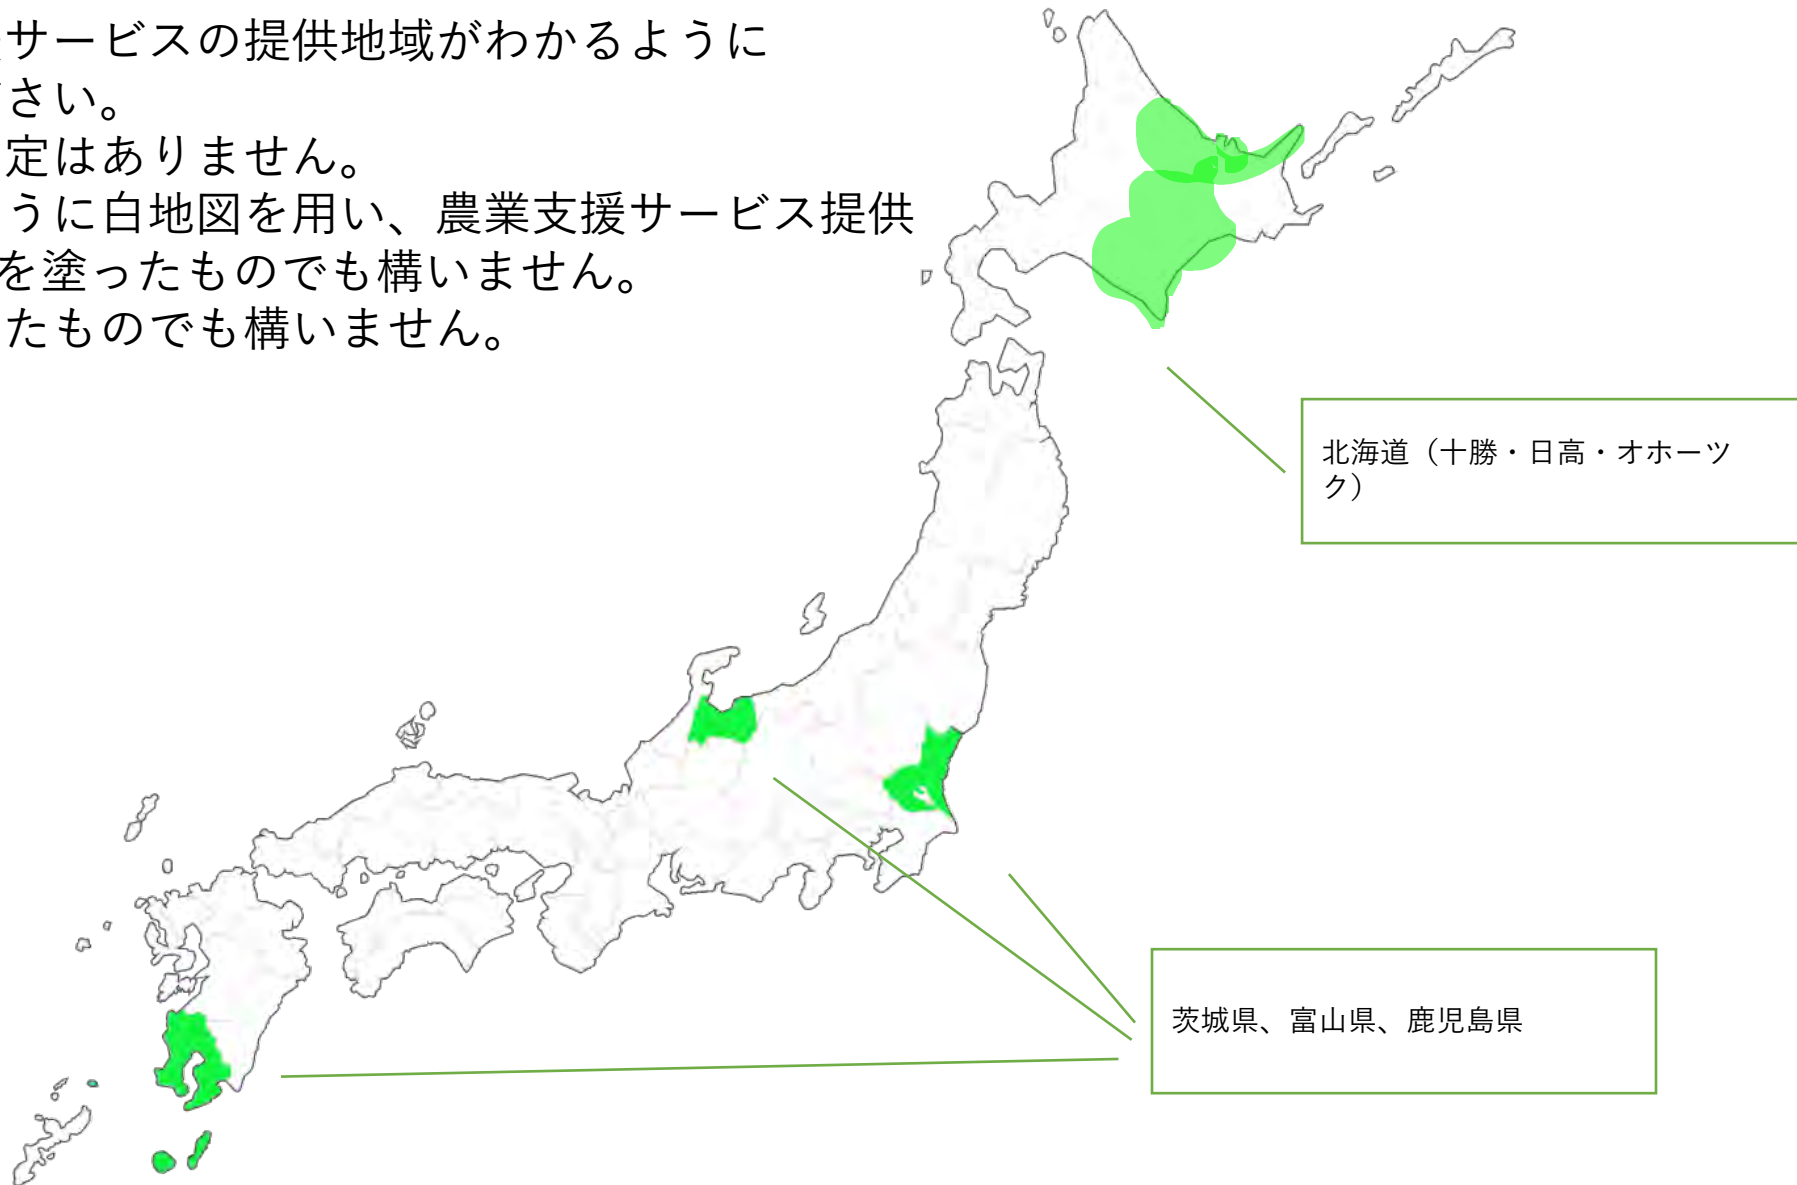 サービスの提供地域がわかるように
さい。
定はありません。
うに白地図を用い、農業支援サービス提供
を塗ったものでも構いません。
たものでも構いません。
北海道（十勝・日高・オホーツ
ク）
茨城県、富山県、鹿児島県